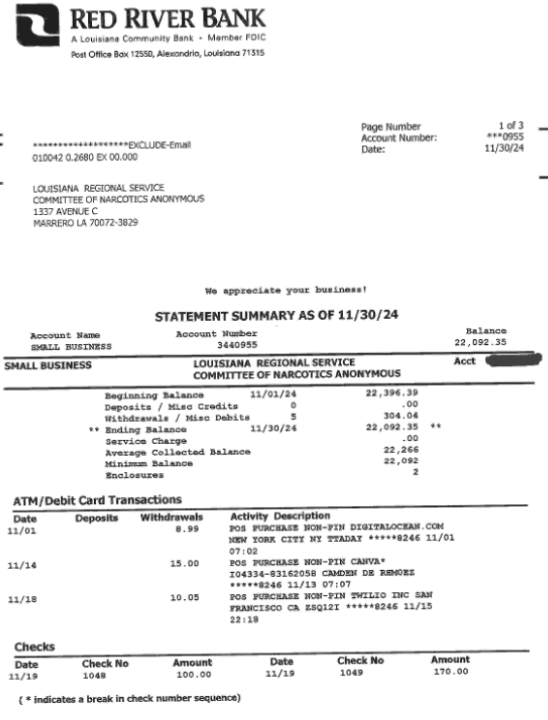 RED RIVER BANK
A Louisiana Community Bank - Member FDIC
Post Office Box 12550, Alexandria, Louisiana 71315
Page Number 1 of 3
Account Number: ***0955
Date: 11/30/24
*******************EXCLUDE-Email
010042 0.2680 EX 00.000
LOUISIANA REGIONAL SERVICE
COMMITTEE OF NARCOTICS ANONYMOUS
1337 AVENUE C
MARRERO LA 70072-3829
We appreciate your business!
STATEMENT SUMMARY AS OF 11/30/24
Account Name Account Number Balance
SMALL BUSINESS 3440955 22,092.35
SMALL BUSINESS LOUISIANA REGIONAL SERVICE Acct
COMMITTEE OF NARCOTICS ANONYMOUS
Beginning Balance 11/01/24 22,396.39
Deposits / Misc Credits 0 .00
Withdrawals / Misc Debits 5 304.04
** Ending Balance 11/30/24 22,092.35 **
Service Charge .00
Average Collected Balance 22,266
Minimum Balance 22,092
Enclosures 2
ATM/Debit Card Transactions
Date Deposits Withdrawals Activity Description
11/01 8.99 POS PURCHASE NON-PIN DIGITALOCEAN.COM
NEW YORK CITY NY TTADAY *****8246 11/01
07:02
11/14 15.00 POS PURCHASE NON-PIN CANVA*
I04334-83162058 CAMDEN DE REMOEZ
*****8246 11/13 07:07
11/18 10.05 POS PURCHASE NON-PIN TWILIO INC SAN
FRANCISCO CA ZSQ12I *****8246 11/15
22:18
Checks
Date Check No Amount Date Check No Amount
11/19 1048 100.00 11/19 1049 170.00
( * indicates a break in check number sequence)